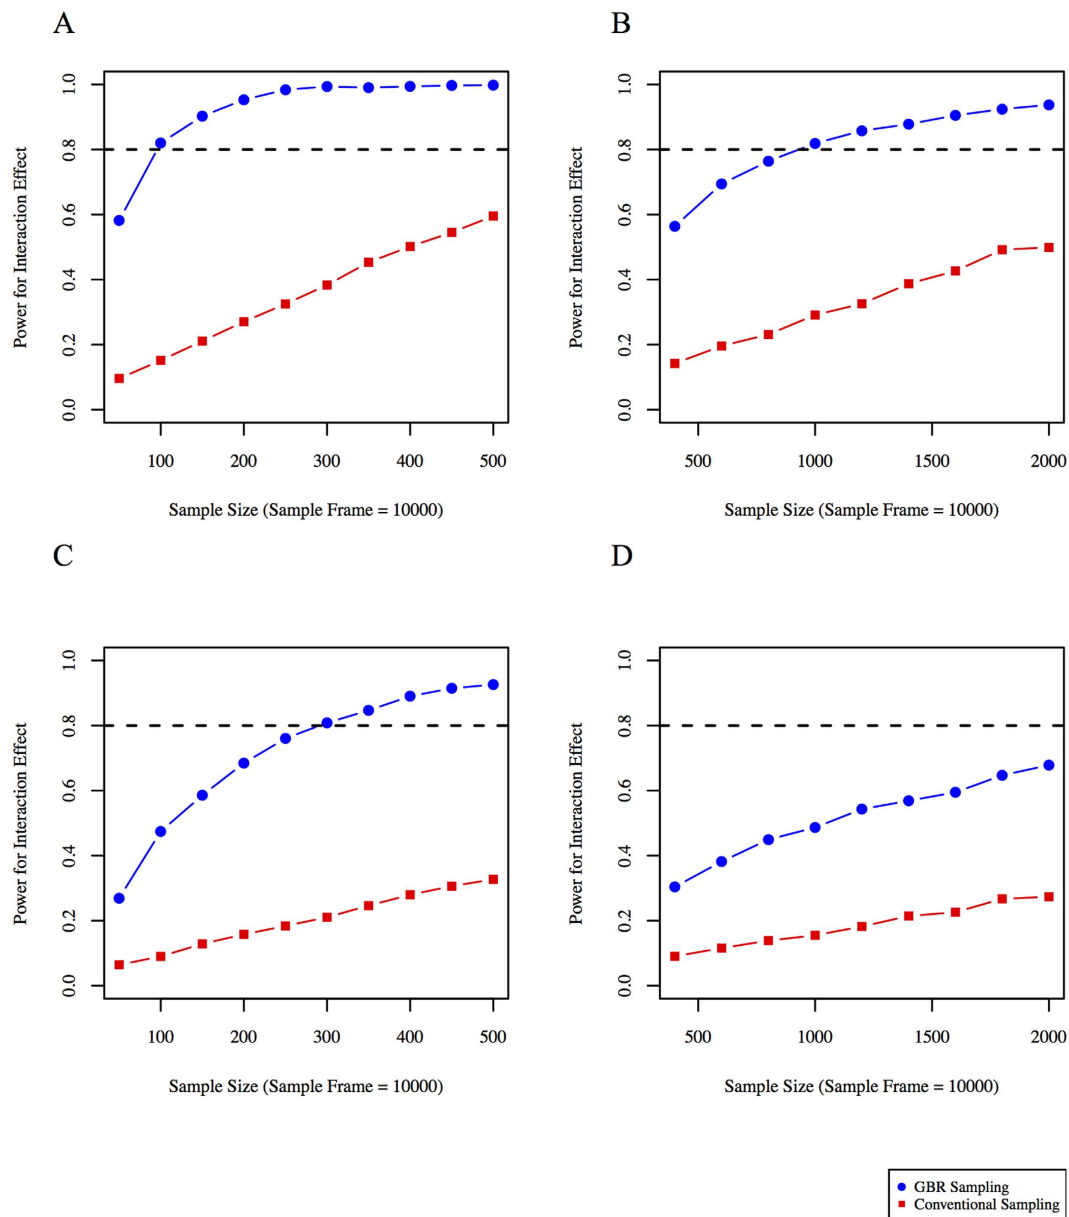 A
Power for Interaction Effect
1.0
0.8
0.6
0.4
0.2
0.0
100 200 300 400 500
Sample Size (Sample Frame = 10000)
B
Power for Interaction Effect
1.0
0.8
0.6
0.4
0.2
0.0
500 1000 1500 2000
Sample Size (Sample Frame = 10000)
C
Power for Interaction Effect
1.0
0.8
0.6
0.4
0.2
0.0
100 200 300 400 500
Sample Size (Sample Frame = 10000)
D
Power for Interaction Effect
1.0
0.8
0.6
0.4
0.2
0.0
500 1000 1500 2000
Sample Size (Sample Frame = 10000)
GBR Sampling
Conventional Sampling